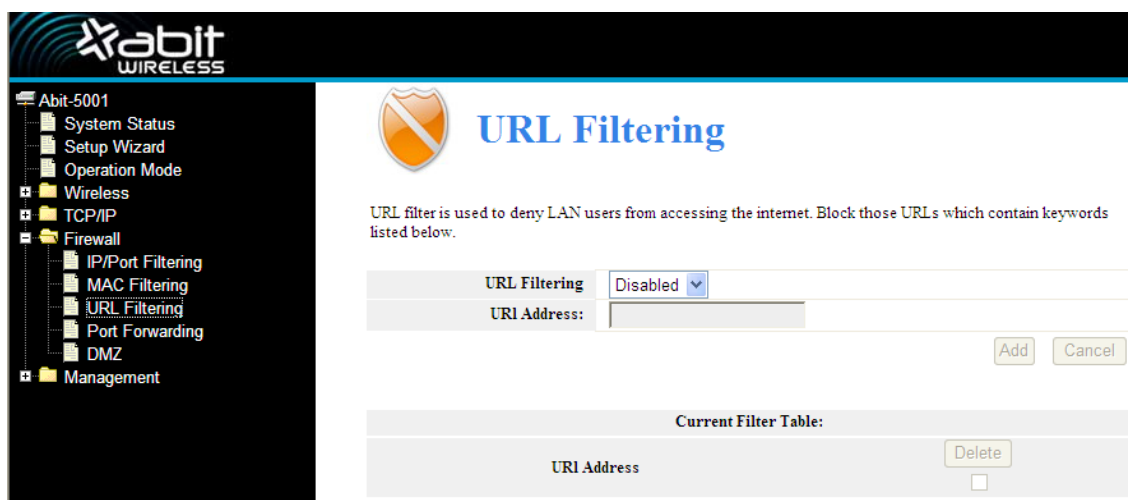 abit
WIRELESS
Abit-5001
System Status
Setup Wizard
Operation Mode
Wireless
TCP/IP
Firewall
IP/Port Filtering
MAC Filtering
URL Filtering
Port Forwarding
DMZ
Management
URL Filtering
URL filter is used to deny LAN users from accessing the internet. Block those URLs which contain keywords
listed below.
URL Filtering Disabled
URl Address:
Add Cancel
Current Filter Table:
URl Address Delete